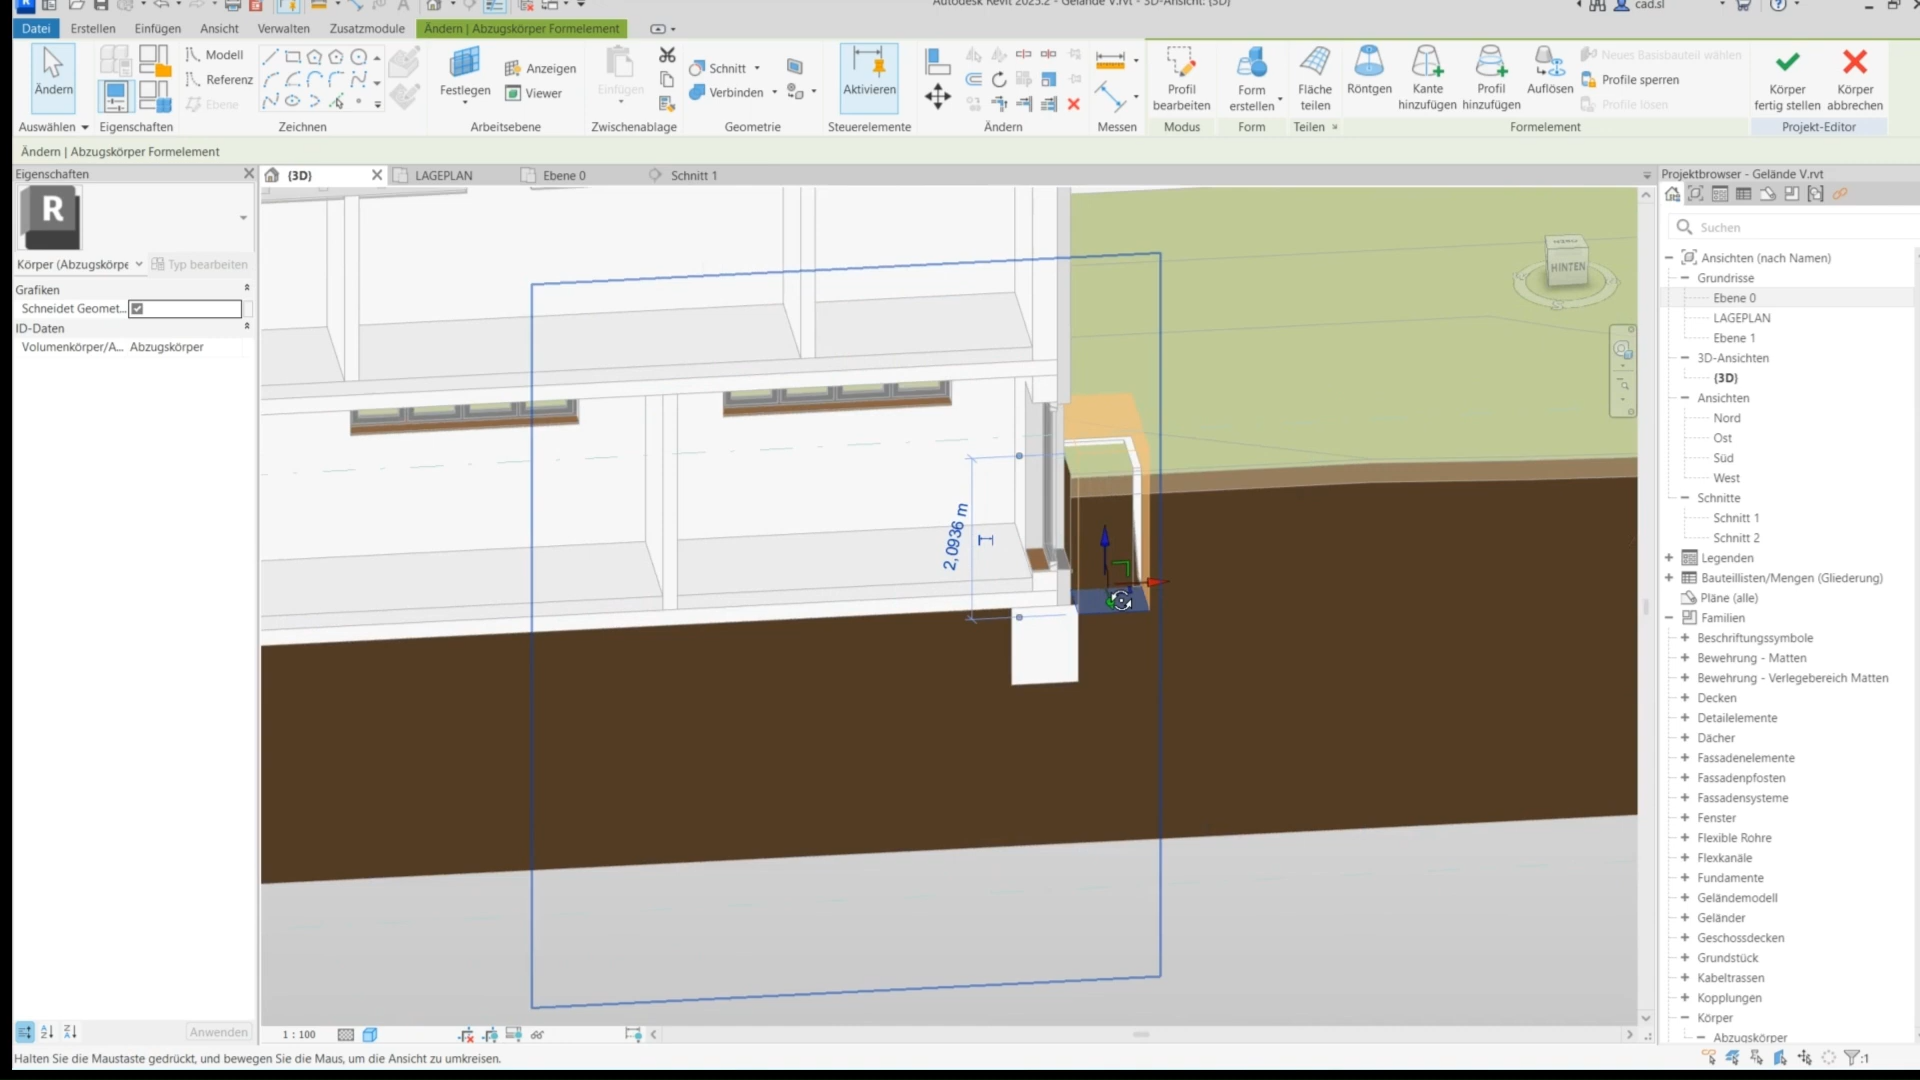 Autodesk Revit 2025.2 - Gelände V.rvt - 3D-Ansicht: {3D}
cad.sl
Datei Erstellen Einfügen Ansicht Verwalten Zusatzmodule Ändern | Abzugskörper Formelement
Ändern
Modell
Referenz
Ebene
Festlegen
Anzeigen
Viewer
Einfügen
Schnitt
Verbinden
Aktivieren
Profil bearbeiten
Form erstellen
Fläche teilen
Röntgen
Kante hinzufügen
Profil hinzufügen
Auflösen
Neues Basisbauteil wählen
Profile sperren
Profile lösen
Körper fertig stellen
Körper abbrechen
Auswählen Eigenschaften Zeichnen Arbeitsebene Zwischenablage Geometrie Steuerelemente Ändern Messen Modus Form Teilen Formelement Projekt-Editor
Ändern | Abzugskörper Formelement
Eigenschaften
R
Körper (Abzugskörpe
Typ bearbeiten
Grafiken
Schneidet Geomet...
ID-Daten
Volumenkörper/A... Abzugskörper
Anwenden
{3D} LAGEPLAN Ebene 0 Schnitt 1
HINTEN
2,0936 m
1 : 100
Projektbrowser - Gelände V.rvt
Suchen
Ansichten (nach Namen)
Grundrisse
Ebene 0
LAGEPLAN
Ebene 1
3D-Ansichten
{3D}
Ansichten
Nord
Ost
Süd
West
Schnitte
Schnitt 1
Schnitt 2
Legenden
Bauteillisten/Mengen (Gliederung)
Pläne (alle)
Familien
Beschriftungssymbole
Bewehrung - Matten
Bewehrung - Verlegebereich Matten
Decken
Detailelemente
Dächer
Fassadenelemente
Fassadenpfosten
Fassadensysteme
Fenster
Flexible Rohre
Flexkanäle
Fundamente
Geländemodell
Geländer
Geschossdecken
Grundstück
Kabeltrassen
Kopplungen
Körper
Abzugskörper
Halten Sie die Maustaste gedrückt, und bewegen Sie die Maus, um die Ansicht zu umkreisen.
:1